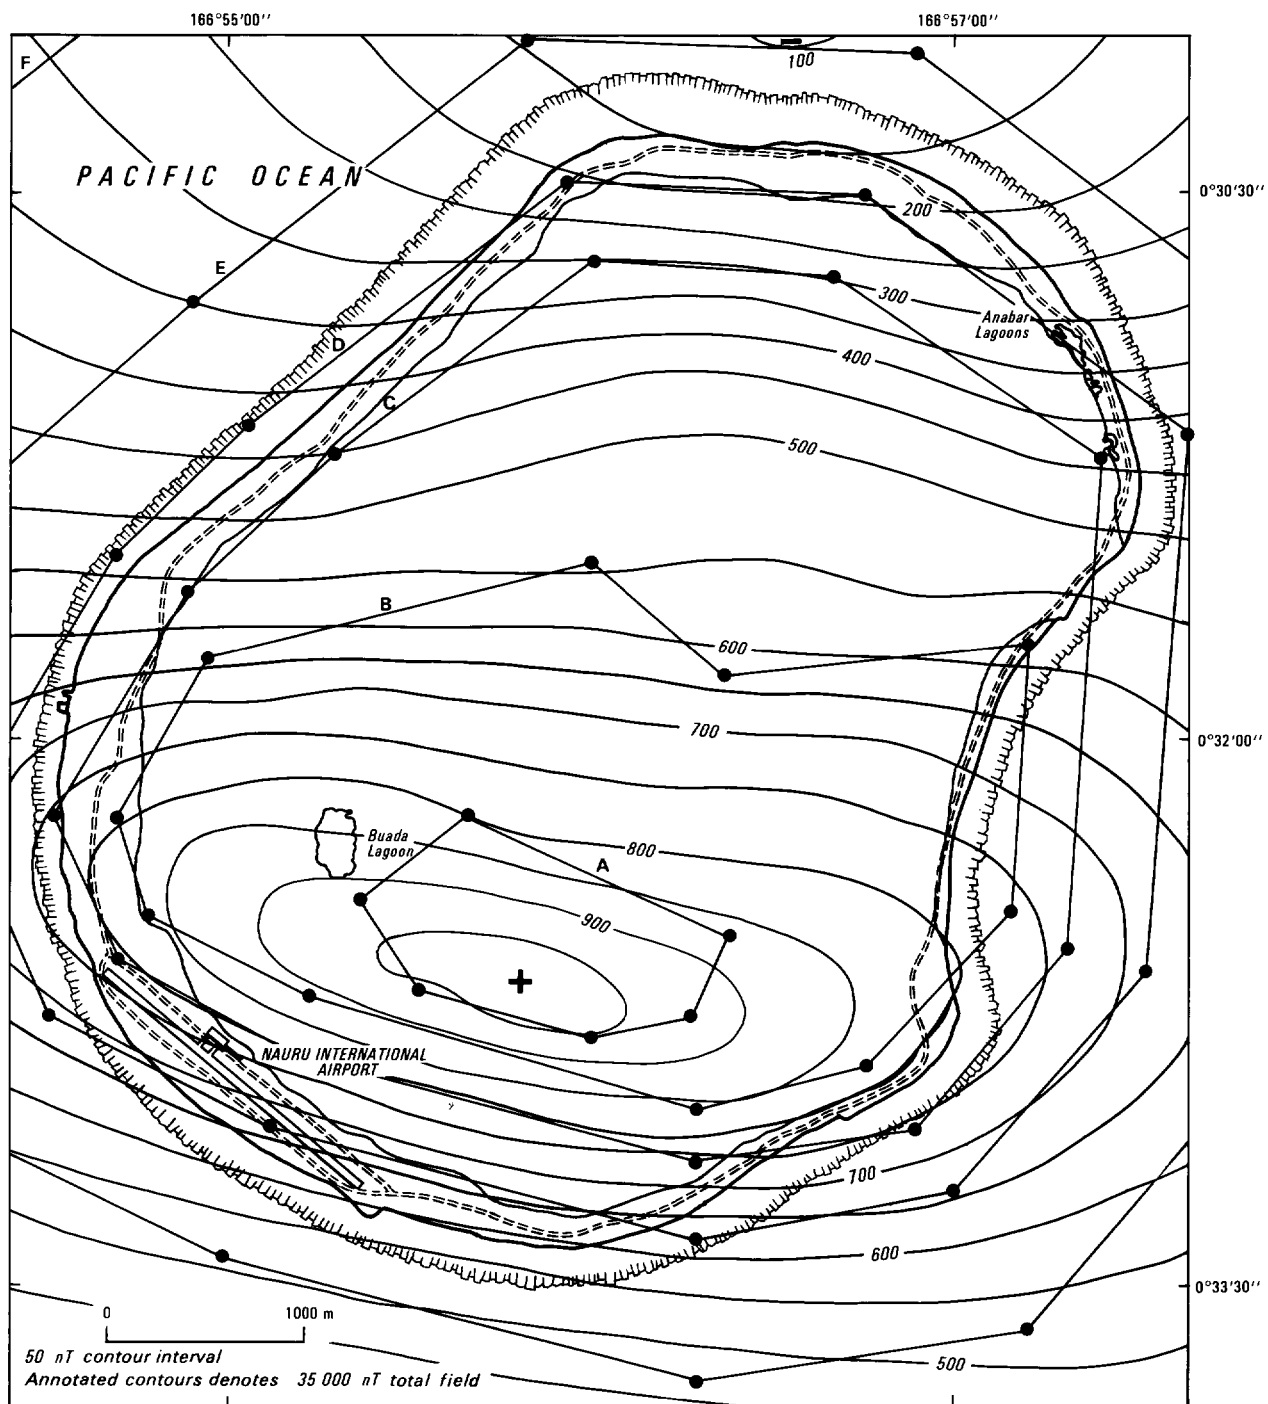 166°55'00''
166°57'00''
F
100
PACIFIC OCEAN
0°30'30''
200
E
300
Anabar
Lagoons
D
400
C
500
B
600
700
0°32'00''
Buada
Lagoon
800
A
900
NAURU INTERNATIONAL
AIRPORT
700
600
0°33'30''
0
1000 m
50 nT contour interval
500
Annotated contours denotes 35 000 nT total field